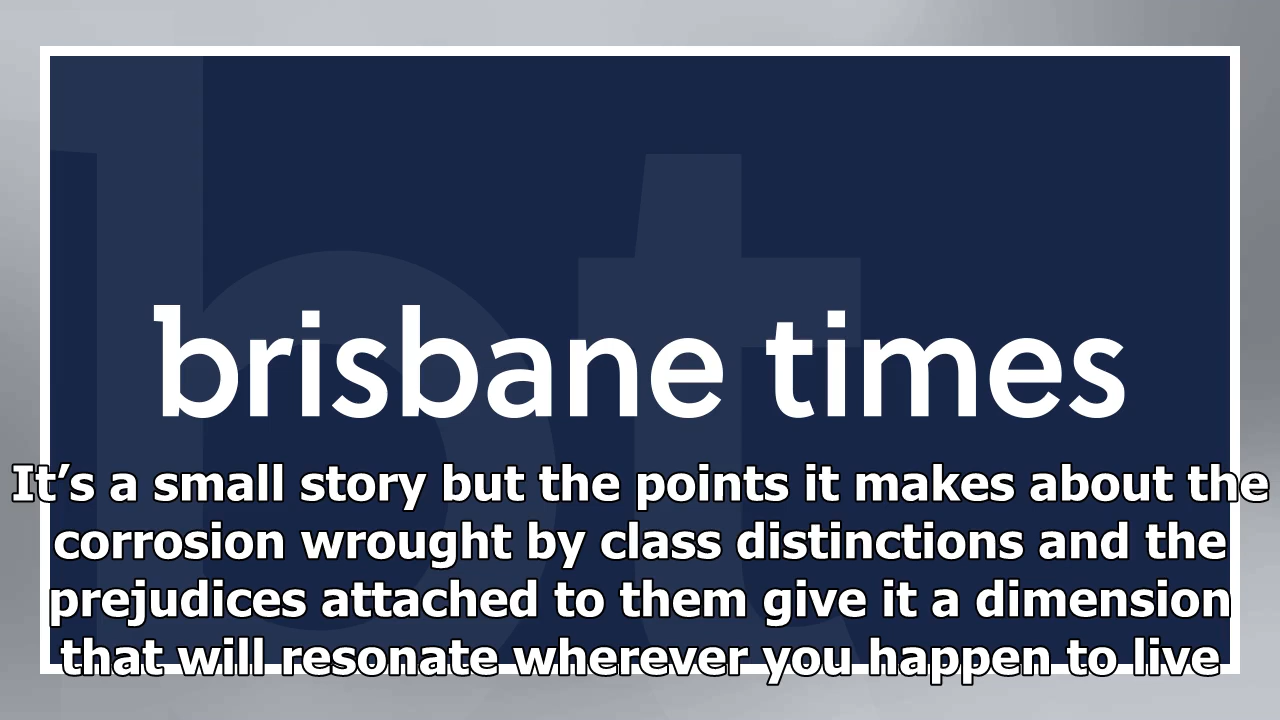 brisbane times
It’s a small story but the points it makes about the
corrosion wrought by class distinctions and the
prejudices attached to them give it a dimension
that will resonate wherever you happen to live